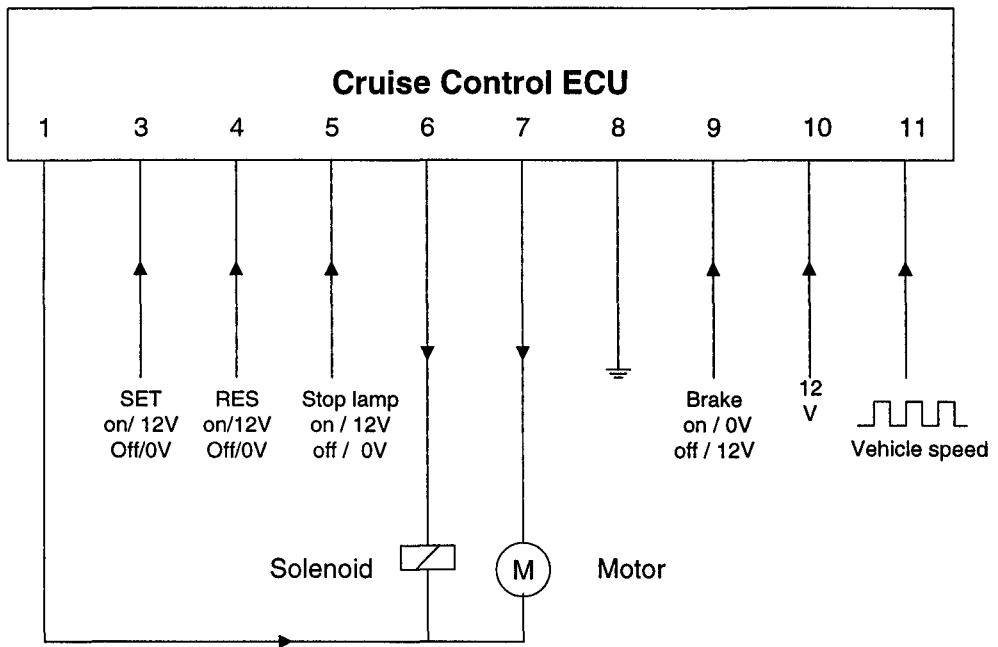 Cruise Control ECU
1 3 4 5 6 7 8 9 10 11
SET
on/ 12V
Off/0V
RES
on/12V
Off/0V
Stop lamp
on / 12V
off / 0V
Brake
on / 0V
off / 12V
12
V
Vehicle speed
Solenoid
M
Motor